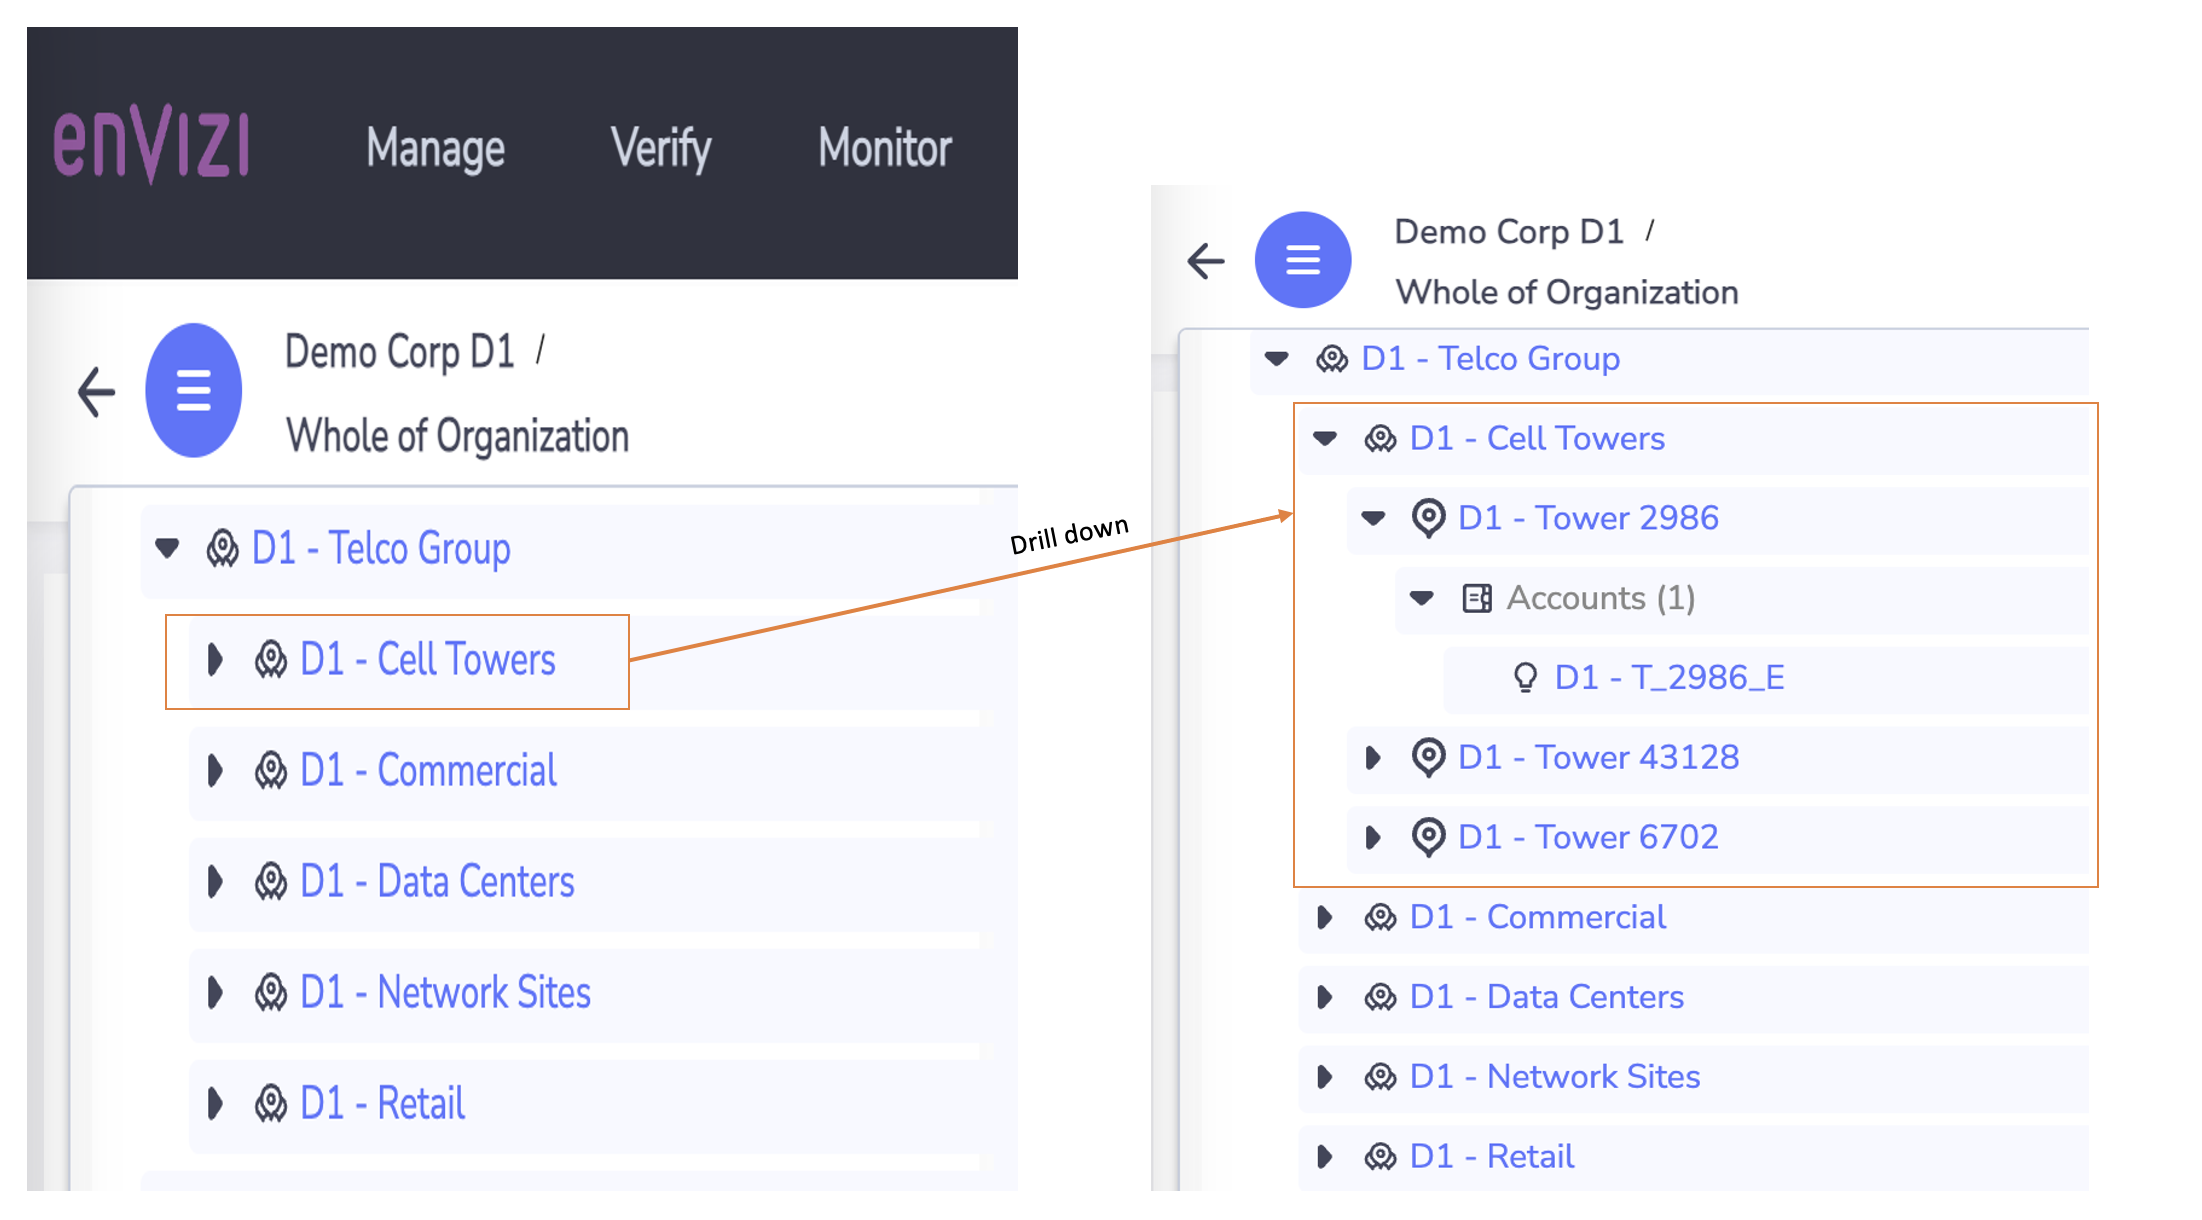 enVIZI
Manage Verify Monitor
Demo Corp D1 /
Whole of Organization
D1 - Telco Group
D1 - Cell Towers
D1 - Commercial
D1 - Data Centers
D1 - Network Sites
D1 - Retail
Drill down
Demo Corp D1 /
Whole of Organization
D1 - Telco Group
D1 - Cell Towers
D1 - Tower 2986
Accounts (1)
D1 - T_2986_E
D1 - Tower 43128
D1 - Tower 6702
D1 - Commercial
D1 - Data Centers
D1 - Network Sites
D1 - Retail